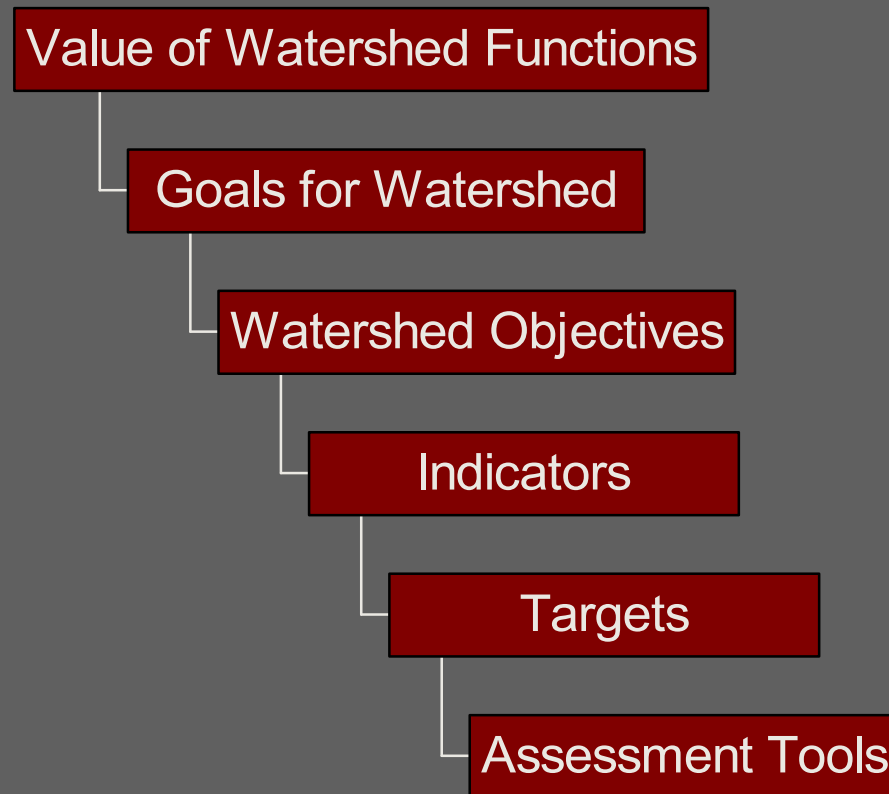 Value of Watershed Functions
Goals for Watershed
Watershed Objectives
Indicators
Targets
Assessment Tools